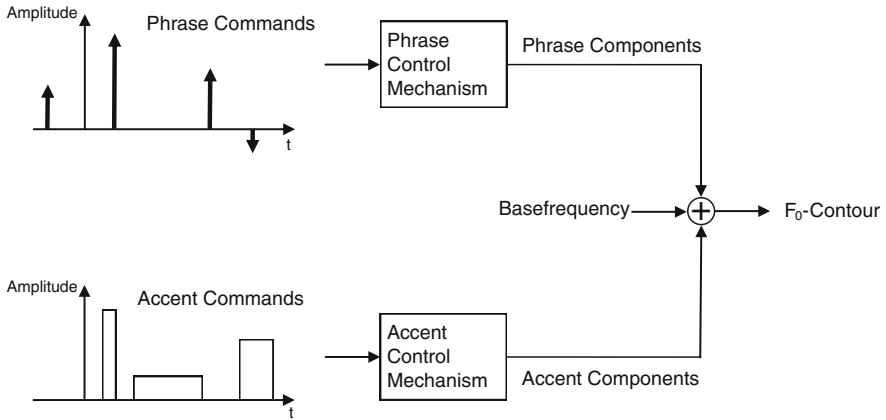 Amplitude
Phrase Commands
t
Phrase
Control
Mechanism
Phrase Components
Basefrequency
+
F₀-Contour
Amplitude
Accent Commands
t
Accent
Control
Mechanism
Accent Components